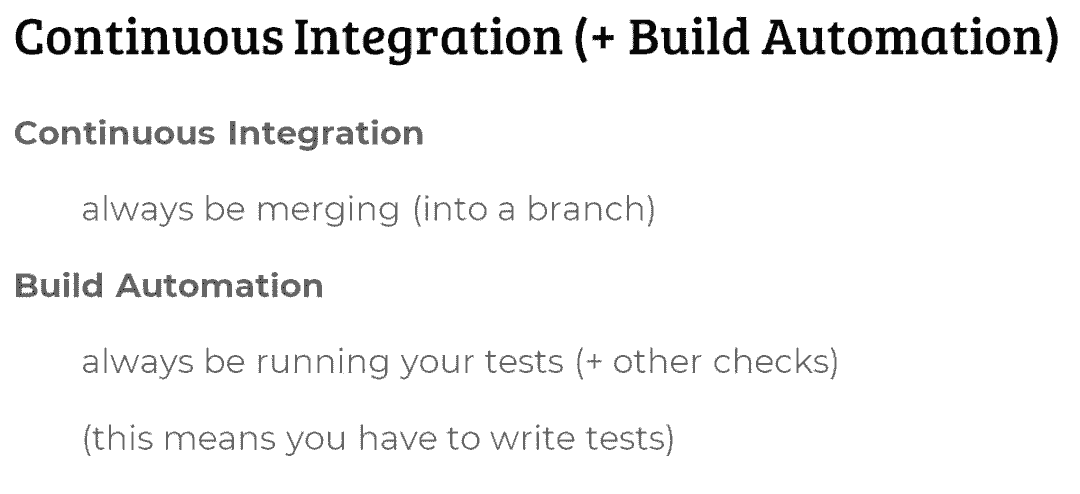 Continuous Integration (+ Build Automation)
Continuous Integration
always be merging (into a branch)
Build Automation
always be running your tests (+ other checks)
(this means you have to write tests)